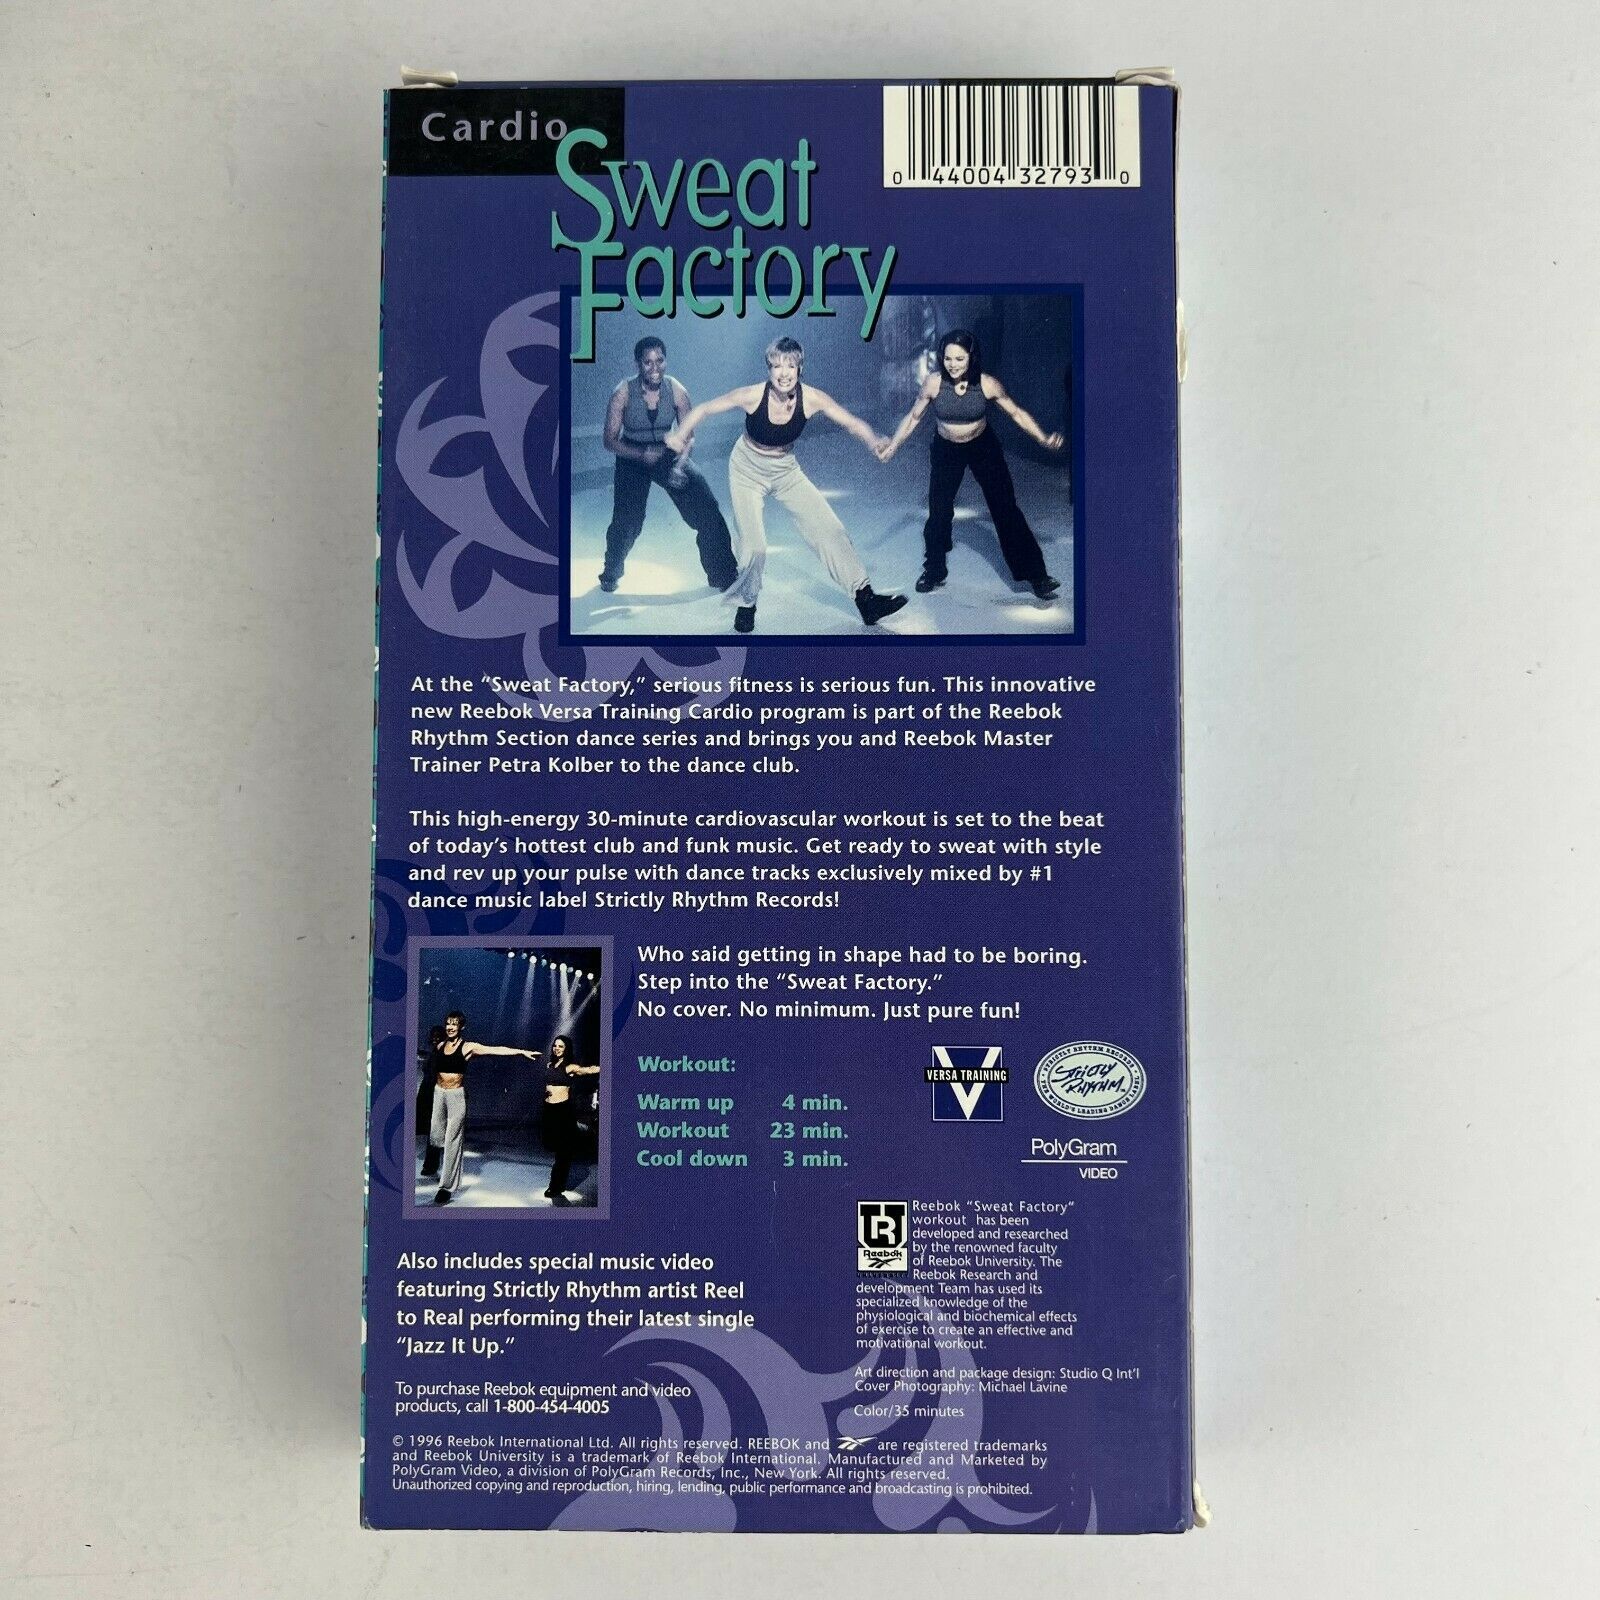 Cardio
Sweat
Factory
0 44004 32793 0
At the “Sweat Factory,” serious fitness is serious fun. This innovative
new Reebok Versa Training Cardio program is part of the Reebok
Rhythm Section dance series and brings you and Reebok Master
Trainer Petra Kolber to the dance club.
This high-energy 30-minute cardiovascular workout is set to the beat
of today’s hottest club and funk music. Get ready to sweat with style
and rev up your pulse with dance tracks exclusively mixed by #1
dance music label Strictly Rhythm Records!
Who said getting in shape had to be boring.
Step into the “Sweat Factory.”
No cover. No minimum. Just pure fun!
Workout:
Warm up 4 min.
Workout 23 min.
Cool down 3 min.
V
VERSA TRAINING
STRICTLY RHYTHM RECORDS
STRICTLY
RHYTHM
PolyGram
VIDEO
Also includes special music video
featuring Strictly Rhythm artist Reel
to Real performing their latest single
“Jazz It Up.”
To purchase Reebok equipment and video
products, call 1-800-454-4005
Reebok
Reebok “Sweat Factory”
workout has been
developed and researched
by the renowned faculty
of Reebok University. The
Reebok Research and
development Team has used its
specialized knowledge of the
physiological and biochemical effects
of exercise to create an effective and
motivational workout.
Art direction and package design: Studio Q Int’l
Cover Photography: Michael Lavine
Color/35 minutes
© 1996 Reebok International Ltd. All rights reserved. REEBOK and are registered trademarks
and Reebok University is a trademark of Reebok International. Manufactured and Marketed by
PolyGram Video, a division of PolyGram Records, Inc., New York. All rights reserved.
Unauthorized copying and reproduction, hiring, lending, public performance and broadcasting is prohibited.